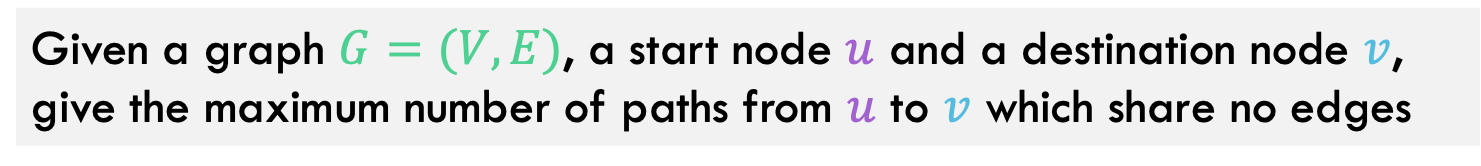 Given a graph G = (V, E), a start node u and a destination node v,
give the maximum number of paths from u to v which share no edges